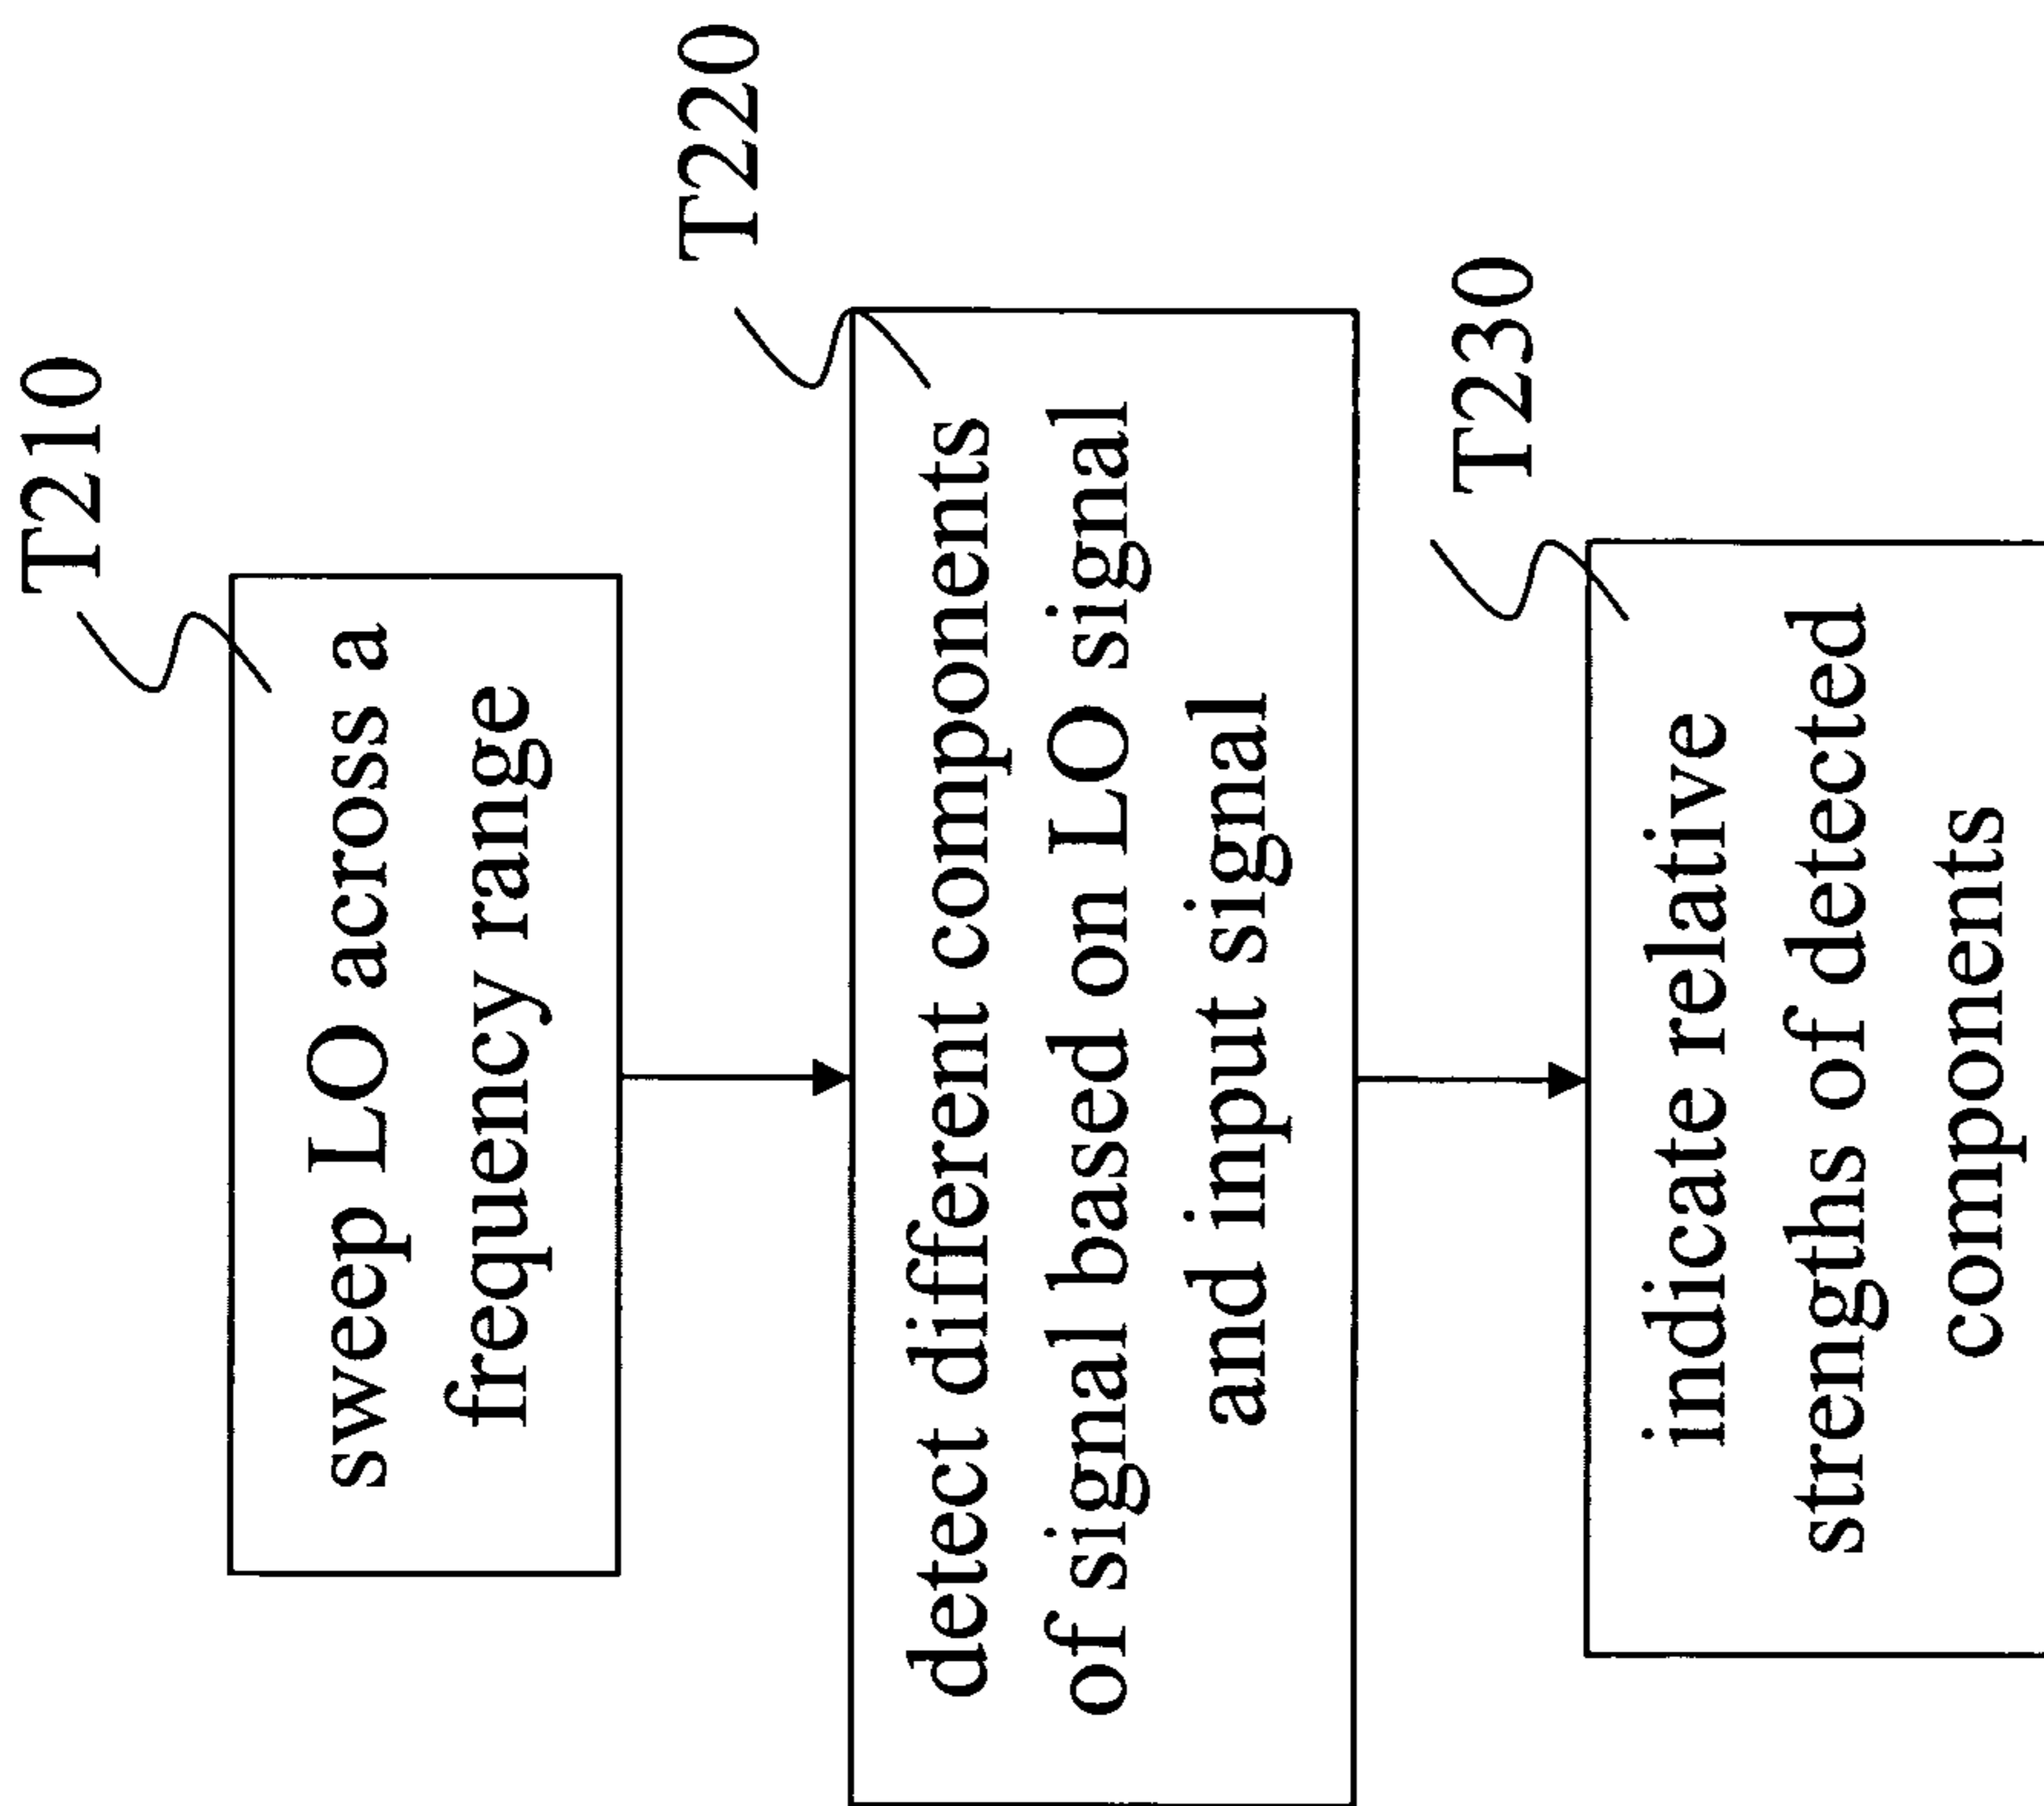 T210
sweep LO across a
frequency range
T220
detect different components
of signal based on LO signal
and input signal
T230
indicate relative
strengths of detected
components